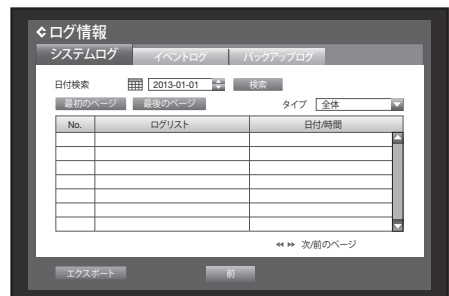 ログ情報
システムログ イベントログ バックアップログ
日付検索 2013-01-01 検索
最初のページ 最後のページ タイプ 全体
No. ログリスト 日付/時間
次/前のページ
エクスポート 前